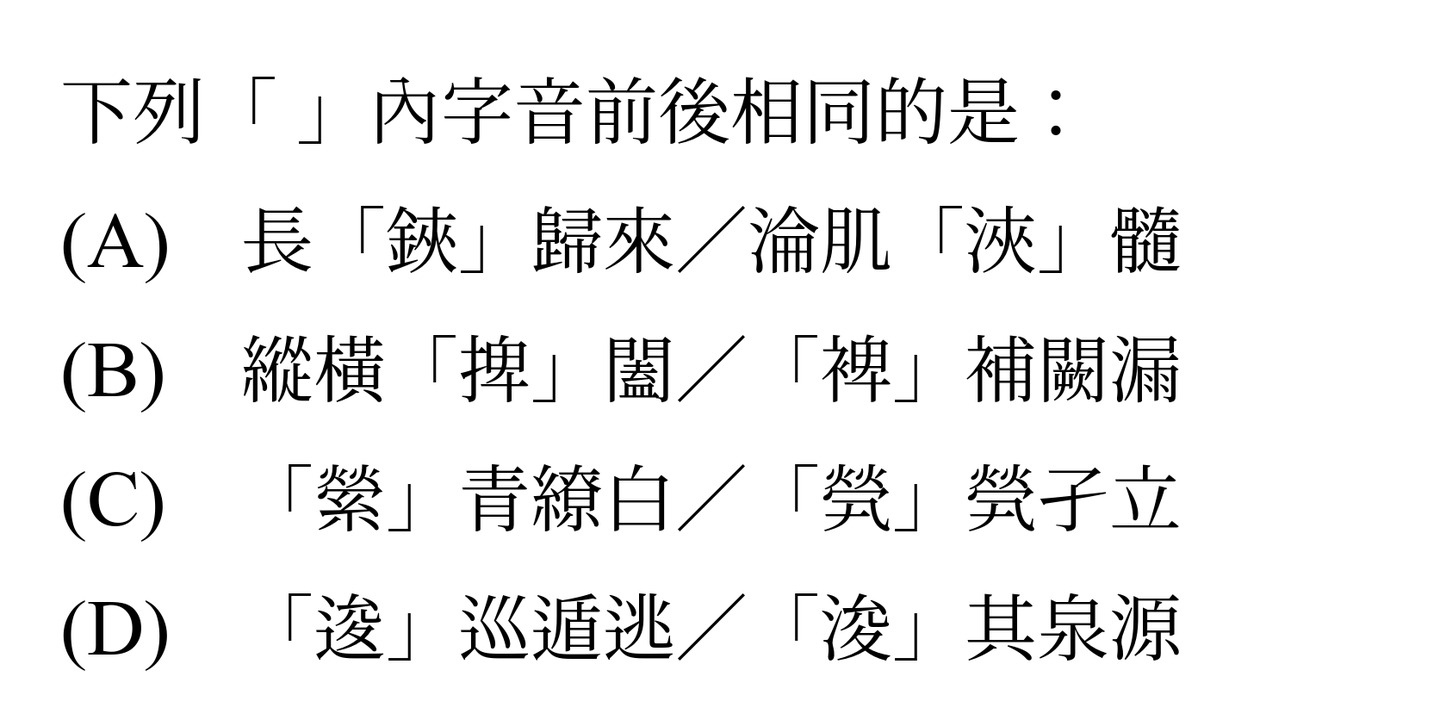 下列「 」內字音前後相同的是：
(A) 長「鋏」歸來／淪肌「浹」髓
(B) 縱橫「捭」闔／「裨」補闕漏
(C) 「縈」青繚白／「煢」煢孑立
(D) 「逡」巡遁逃／「浚」其泉源